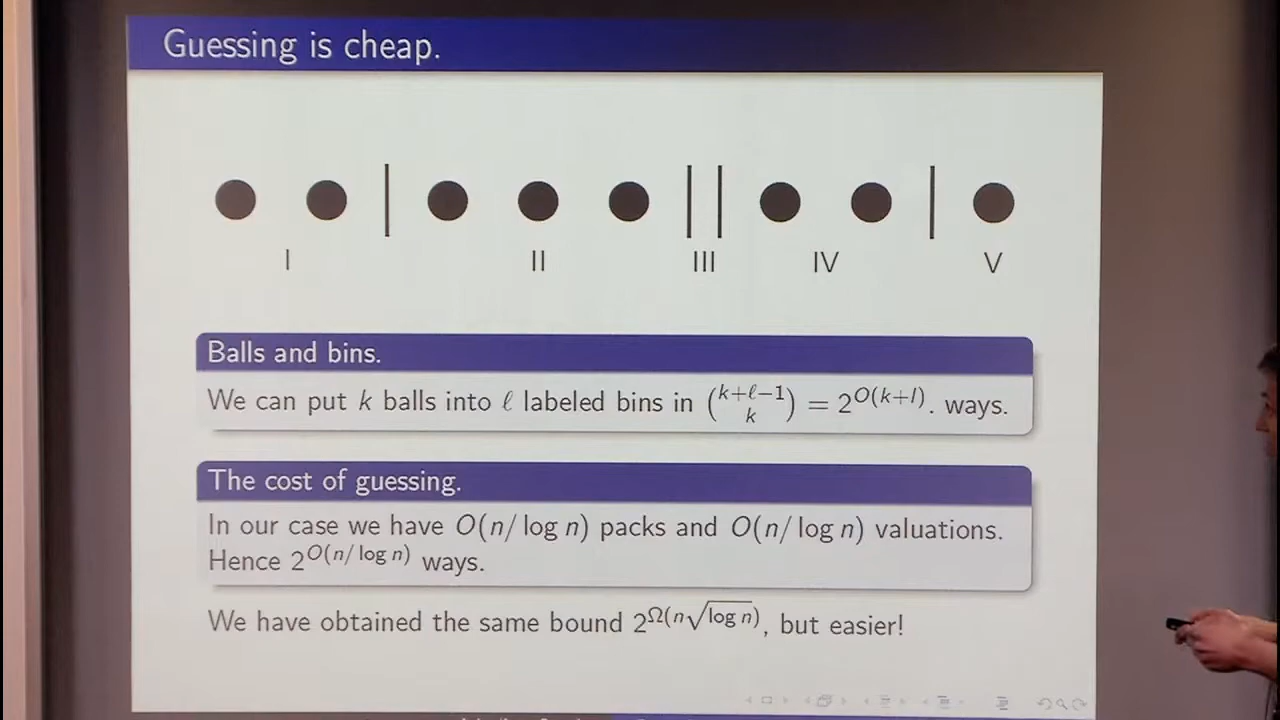 Guessing is cheap.
I II III IV V
Balls and bins.
We can put k balls into ℓ labeled bins in \binom{k+ℓ−1}{k} = 2^{O(k+l)}. ways.
The cost of guessing.
In our case we have O(n/ log n) packs and O(n/ log n) valuations.
Hence 2^{O(n/ log n)} ways.
We have obtained the same bound 2^{Ω(n√log n)}, but easier!